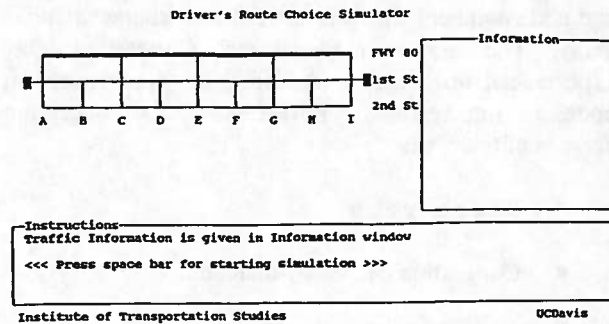 Driver's Route Choice Simulator
Information
FWY 80
1st St
2nd St
A B C D E F G H I
Instructions
Traffic Information is given in Information window
<<< Press space bar for starting simulation >>>
Institute of Transportation Studies
UCDavis